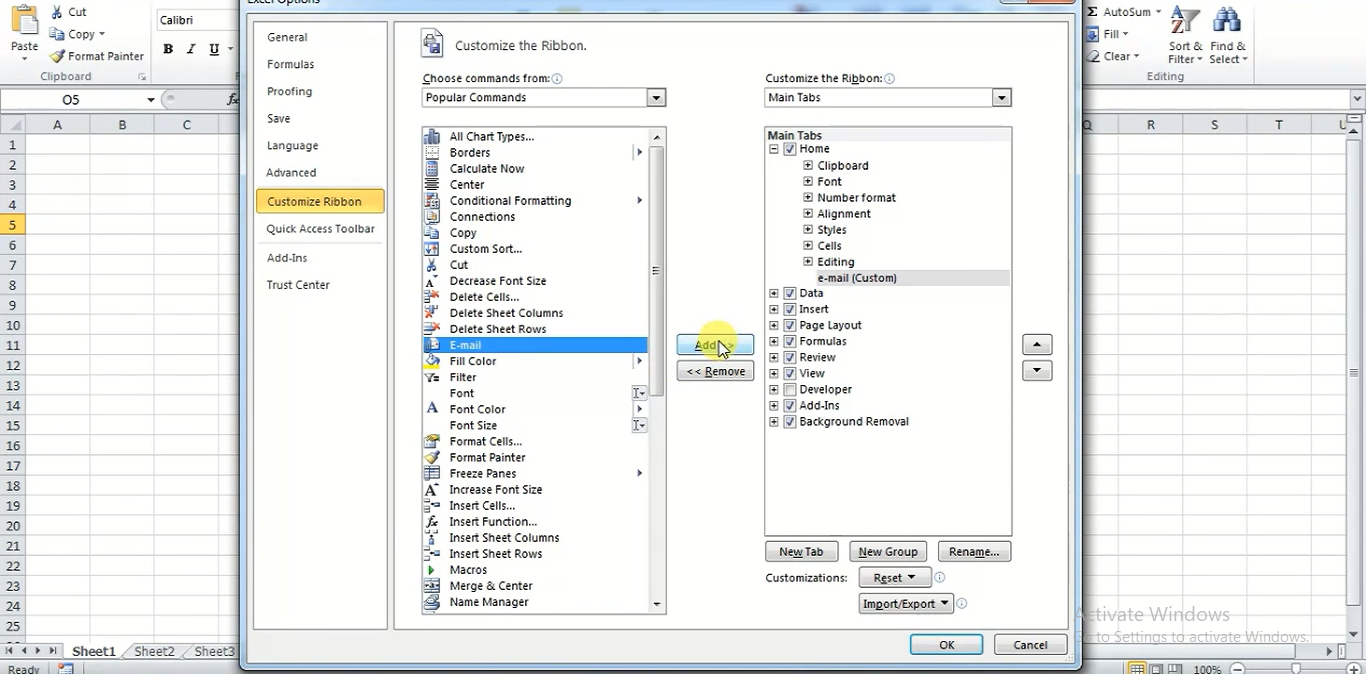 Excel Options
Cut
Copy
Format Painter
Paste
Clipboard
Calibri
B I U
Σ AutoSum
Fill
Clear
Sort & Filter
Find & Select
Editing
O5
fx
A B C
Q R S T
1
2
3
4
5
6
7
8
9
10
11
12
13
14
15
16
17
18
19
20
21
22
23
24
25
General
Formulas
Proofing
Save
Language
Advanced
Customize Ribbon
Quick Access Toolbar
Add-Ins
Trust Center
Customize the Ribbon.
Choose commands from:
Popular Commands
All Chart Types...
Borders
Calculate Now
Center
Conditional Formatting
Connections
Copy
Custom Sort...
Cut
Decrease Font Size
Delete Cells...
Delete Sheet Columns
Delete Sheet Rows
E-mail
Fill Color
Filter
Font
Font Color
Font Size
Format Cells...
Format Painter
Freeze Panes
Increase Font Size
Insert Cells...
Insert Function...
Insert Sheet Columns
Insert Sheet Rows
Macros
Merge & Center
Name Manager
Add >>
<< Remove
Customize the Ribbon:
Main Tabs
Main Tabs
Home
Clipboard
Font
Number format
Alignment
Styles
Cells
Editing
e-mail (Custom)
Data
Insert
Page Layout
Formulas
Review
View
Developer
Add-Ins
Background Removal
New Tab
New Group
Rename...
Customizations:
Reset
Import/Export
OK
Cancel
Activate Windows
Go to Settings to activate Windows.
Sheet1 Sheet2 Sheet3
Ready
100%